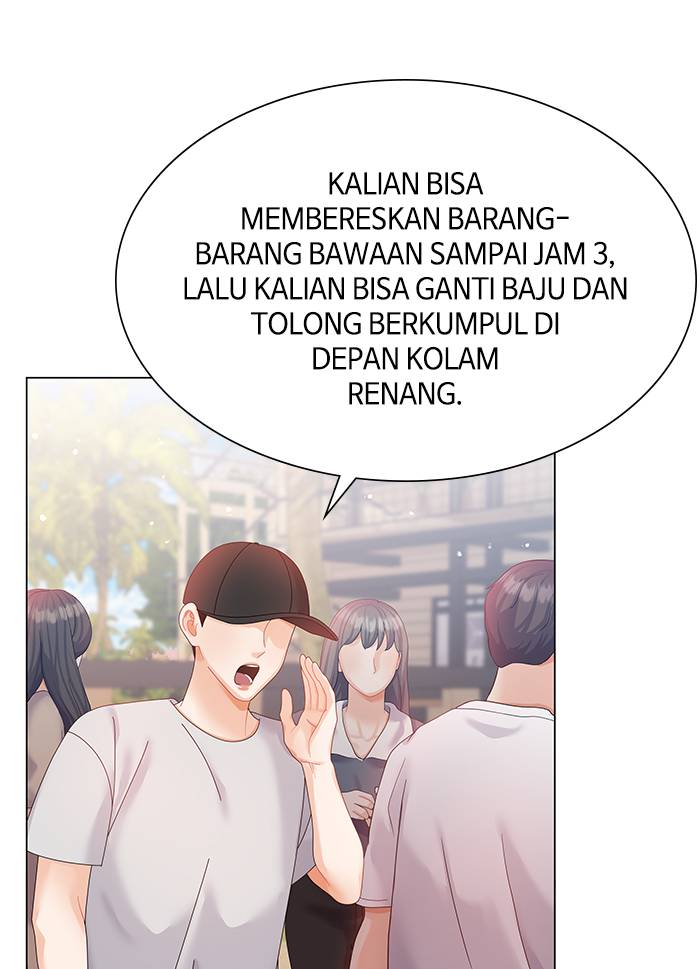 KALIAN BISA
MEMBERESKAN BARANG-
BARANG BAWAAN SAMPAI JAM 3,
LALU KALIAN BISA GANTI BAJU DAN
TOLONG BERKUMPUL DI
DEPAN KOLAM
RENANG.